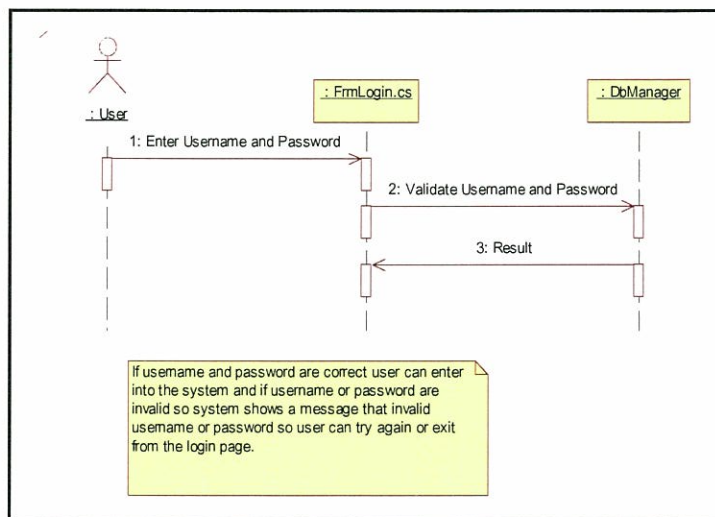 : User
: FrmLogin.cs
: DbManager
1: Enter Username and Password
2: Validate Username and Password
3: Result
If username and password are correct user can enter
into the system and if username or password are
invalid so system shows a message that invalid
username or password so user can try again or exit
from the login page.